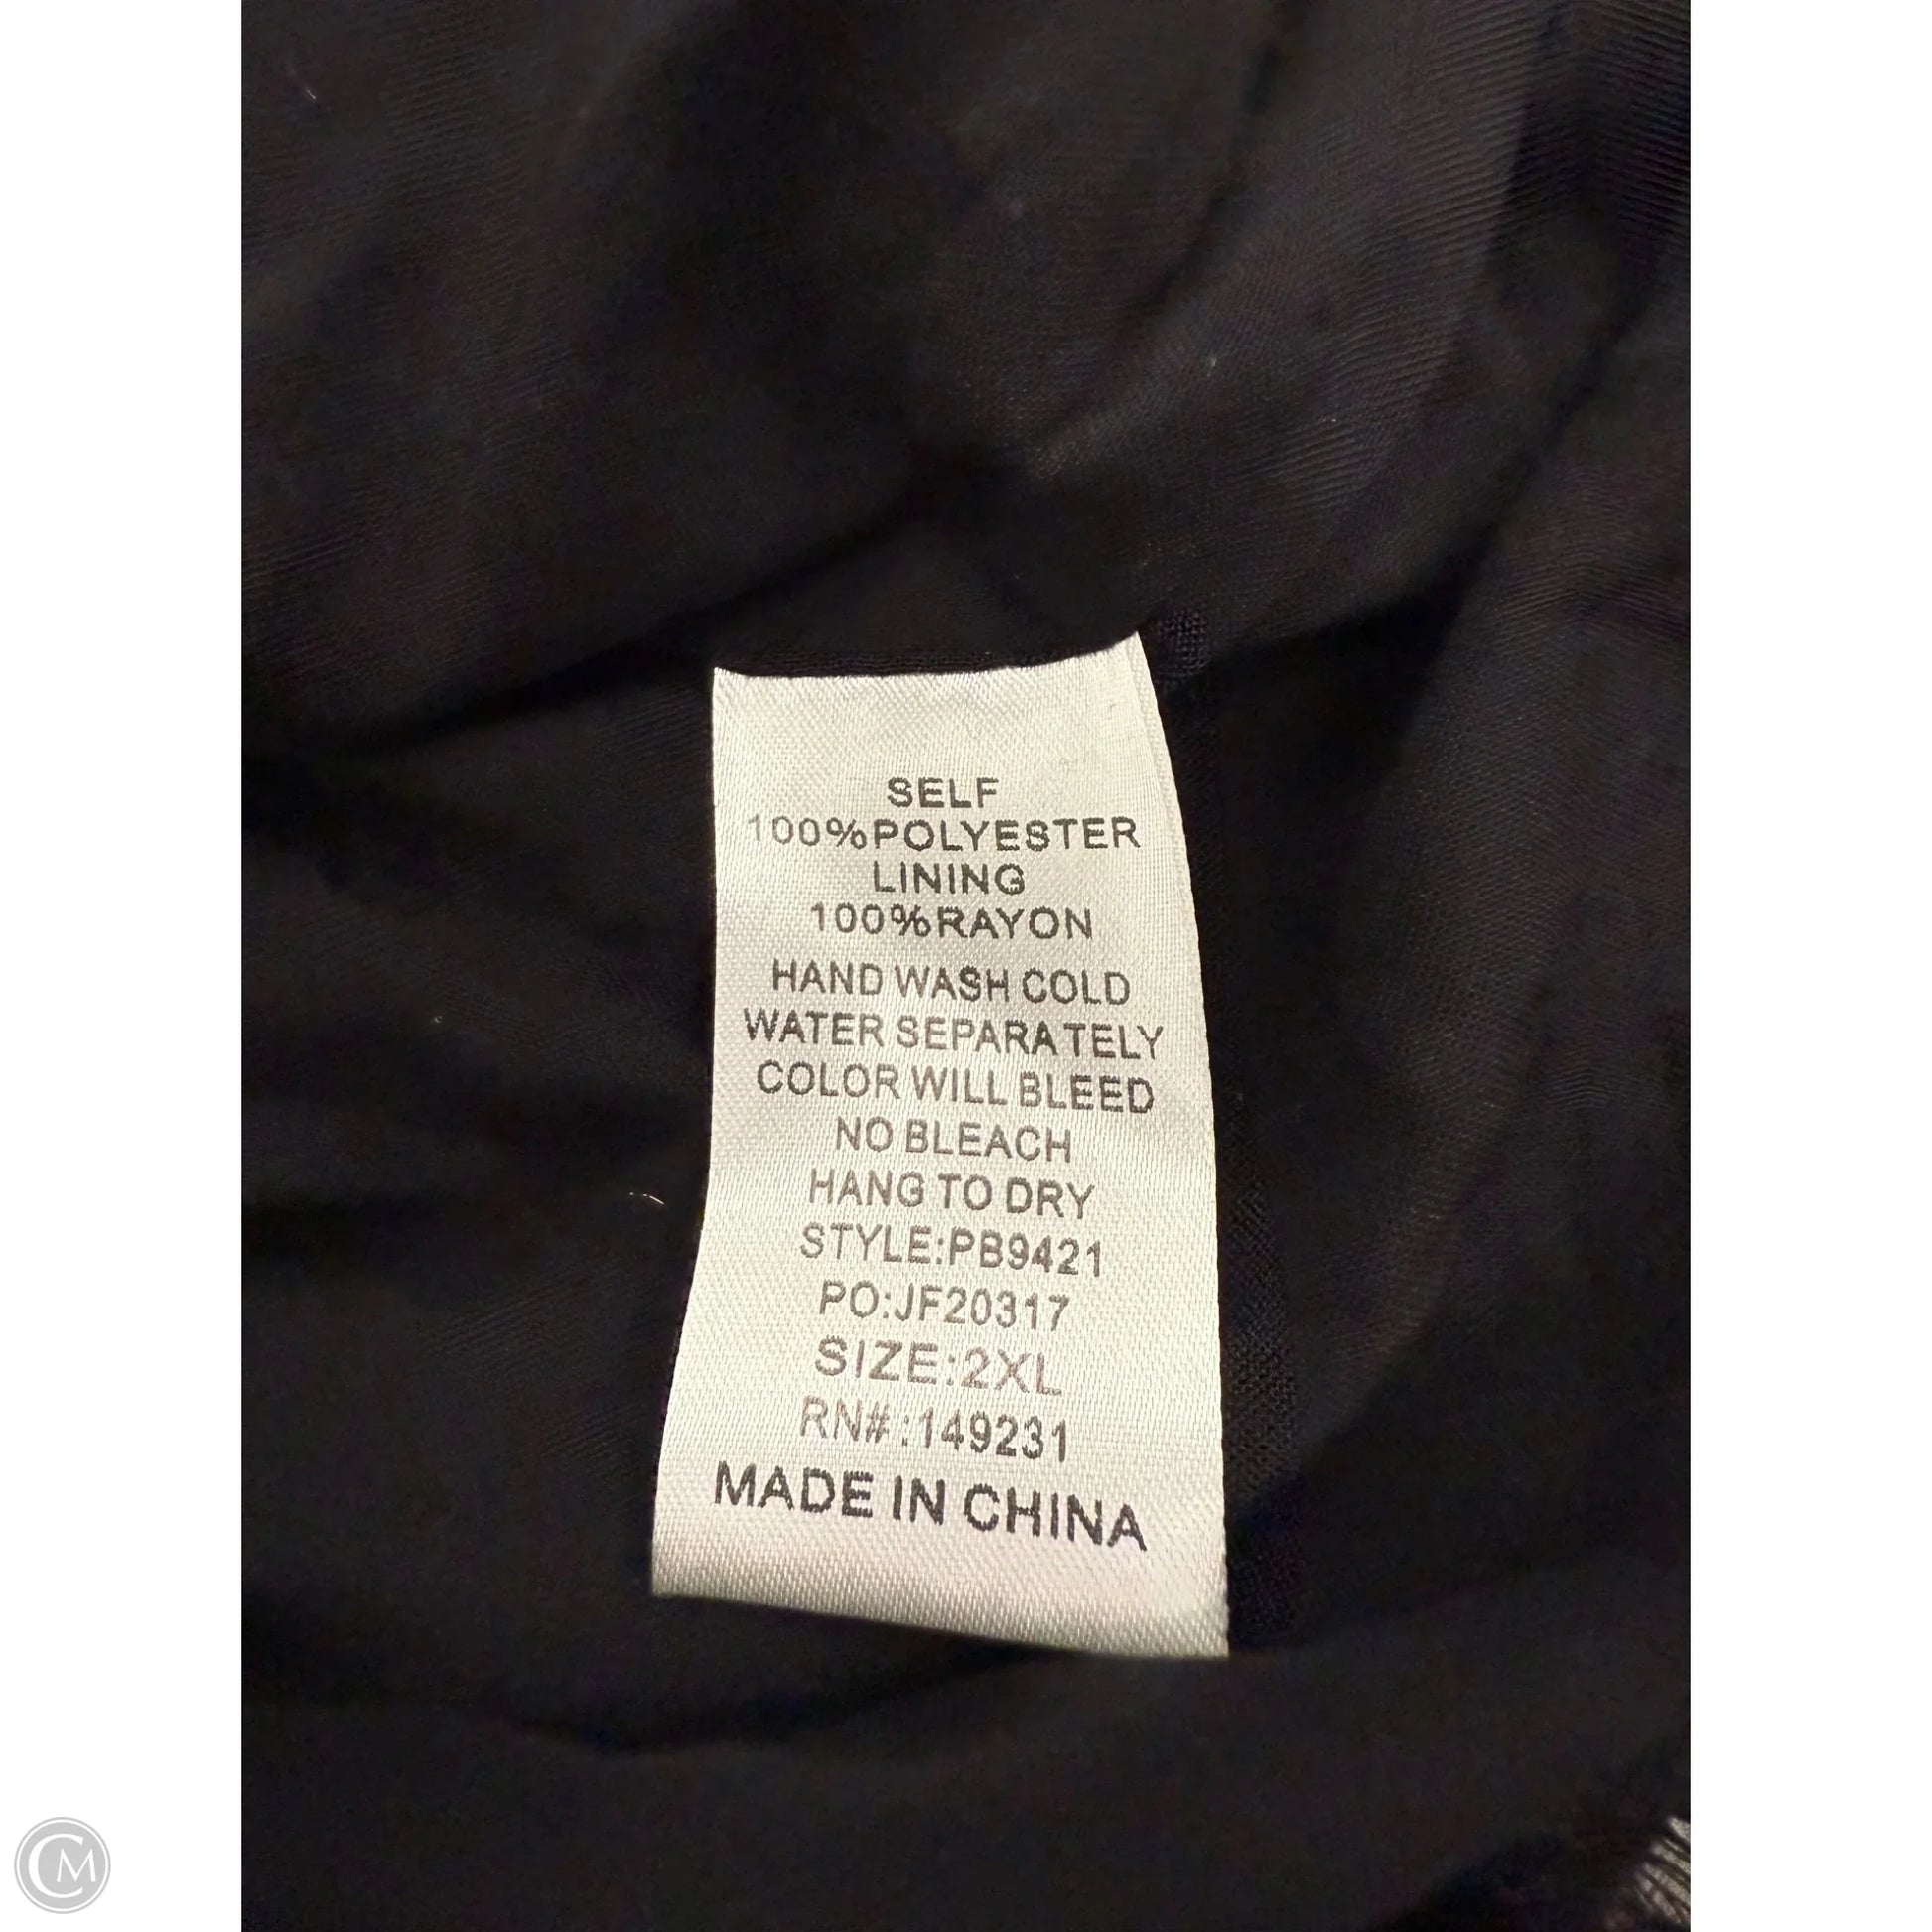 SELF
100%POLYESTER
LINING
100%RAYON
HAND WASH COLD
WATER SEPARATELY
COLOR WILL BLEED
NO BLEACH
HANG TO DRY
STYLE:PB9421
PO:JF20317
SIZE:2XL
RN#:149231
MADE IN CHINA
CM